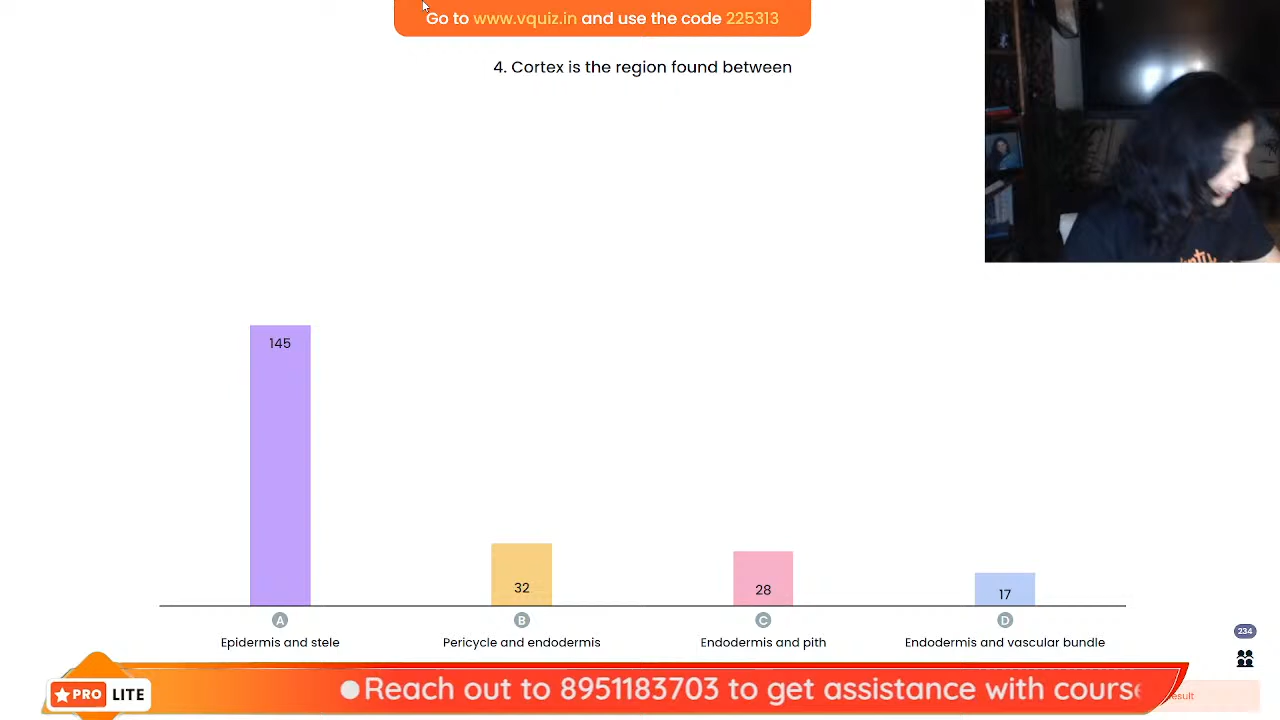 Go to www.vquiz.in and use the code 225313
4. Cortex is the region found between
145
32
28
17
A
B
C
D
Epidermis and stele
Pericycle and endodermis
Endodermis and pith
Endodermis and vascular bundle
234
PRO LITE
Reach out to 8951183703 to get assistance with course